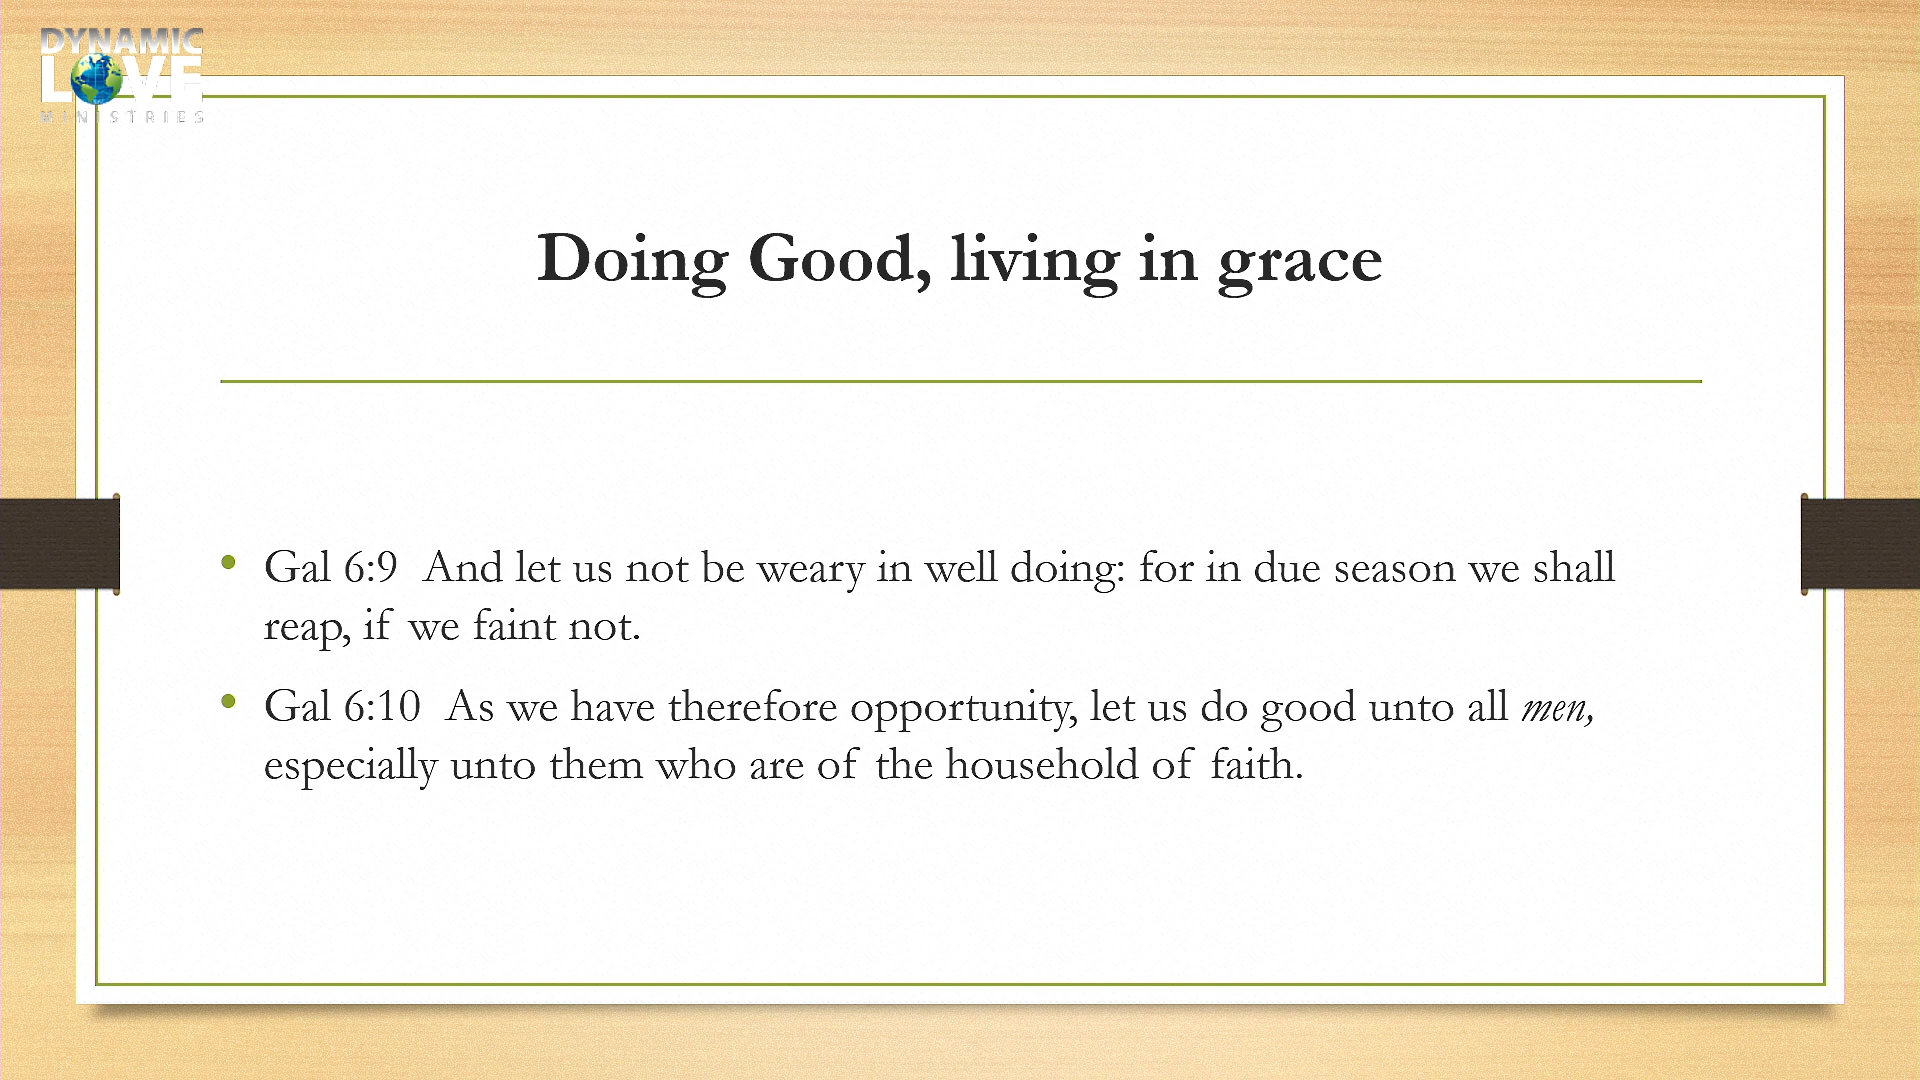 DYNAMIC
LOVE
MINISTRIES
Doing Good, living in grace
• Gal 6:9  And let us not be weary in well doing: for in due season we shall
reap, if we faint not.
• Gal 6:10  As we have therefore opportunity, let us do good unto all men,
especially unto them who are of the household of faith.